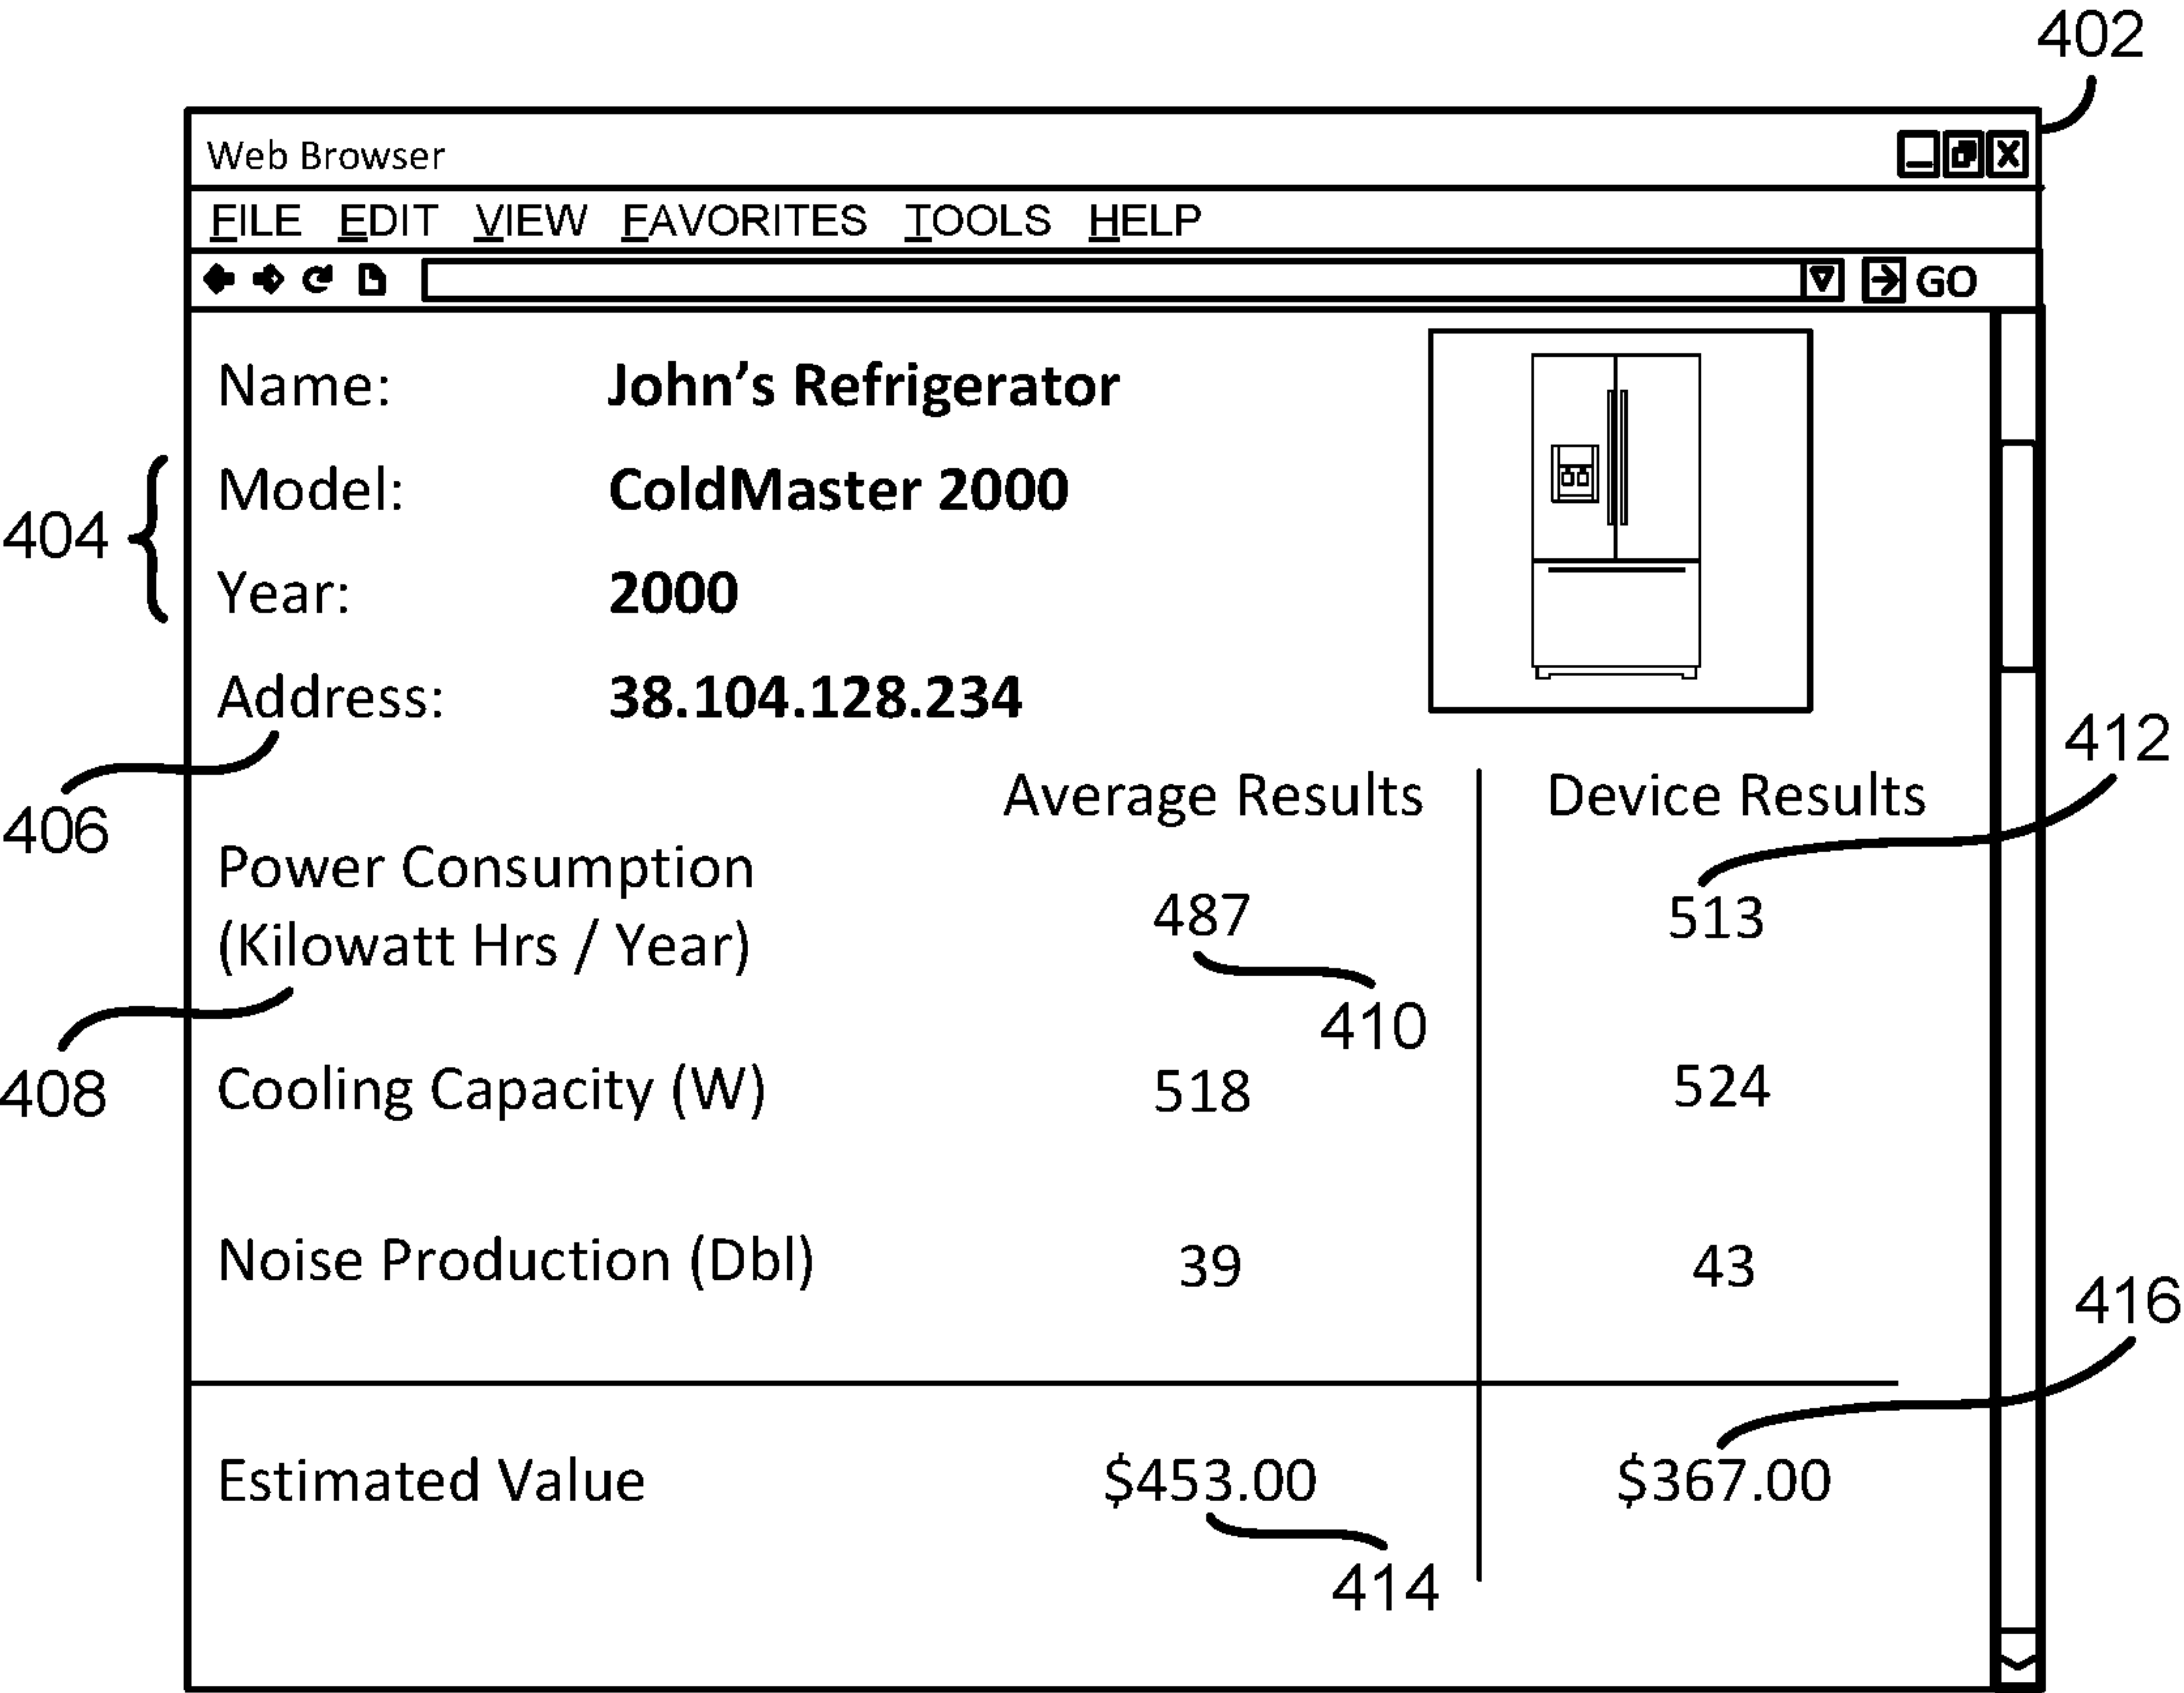 402
Web Browser
FILE EDIT VIEW FAVORITES TOOLS HELP
GO
Name: John's Refrigerator
Model: ColdMaster 2000
404
Year: 2000
Address: 38.104.128.234
412
Average Results Device Results
406
Power Consumption
(Kilowatt Hrs / Year) 487 513
410
408
Cooling Capacity (W) 518 524
Noise Production (Dbl) 39 43
416
Estimated Value $453.00 $367.00
414